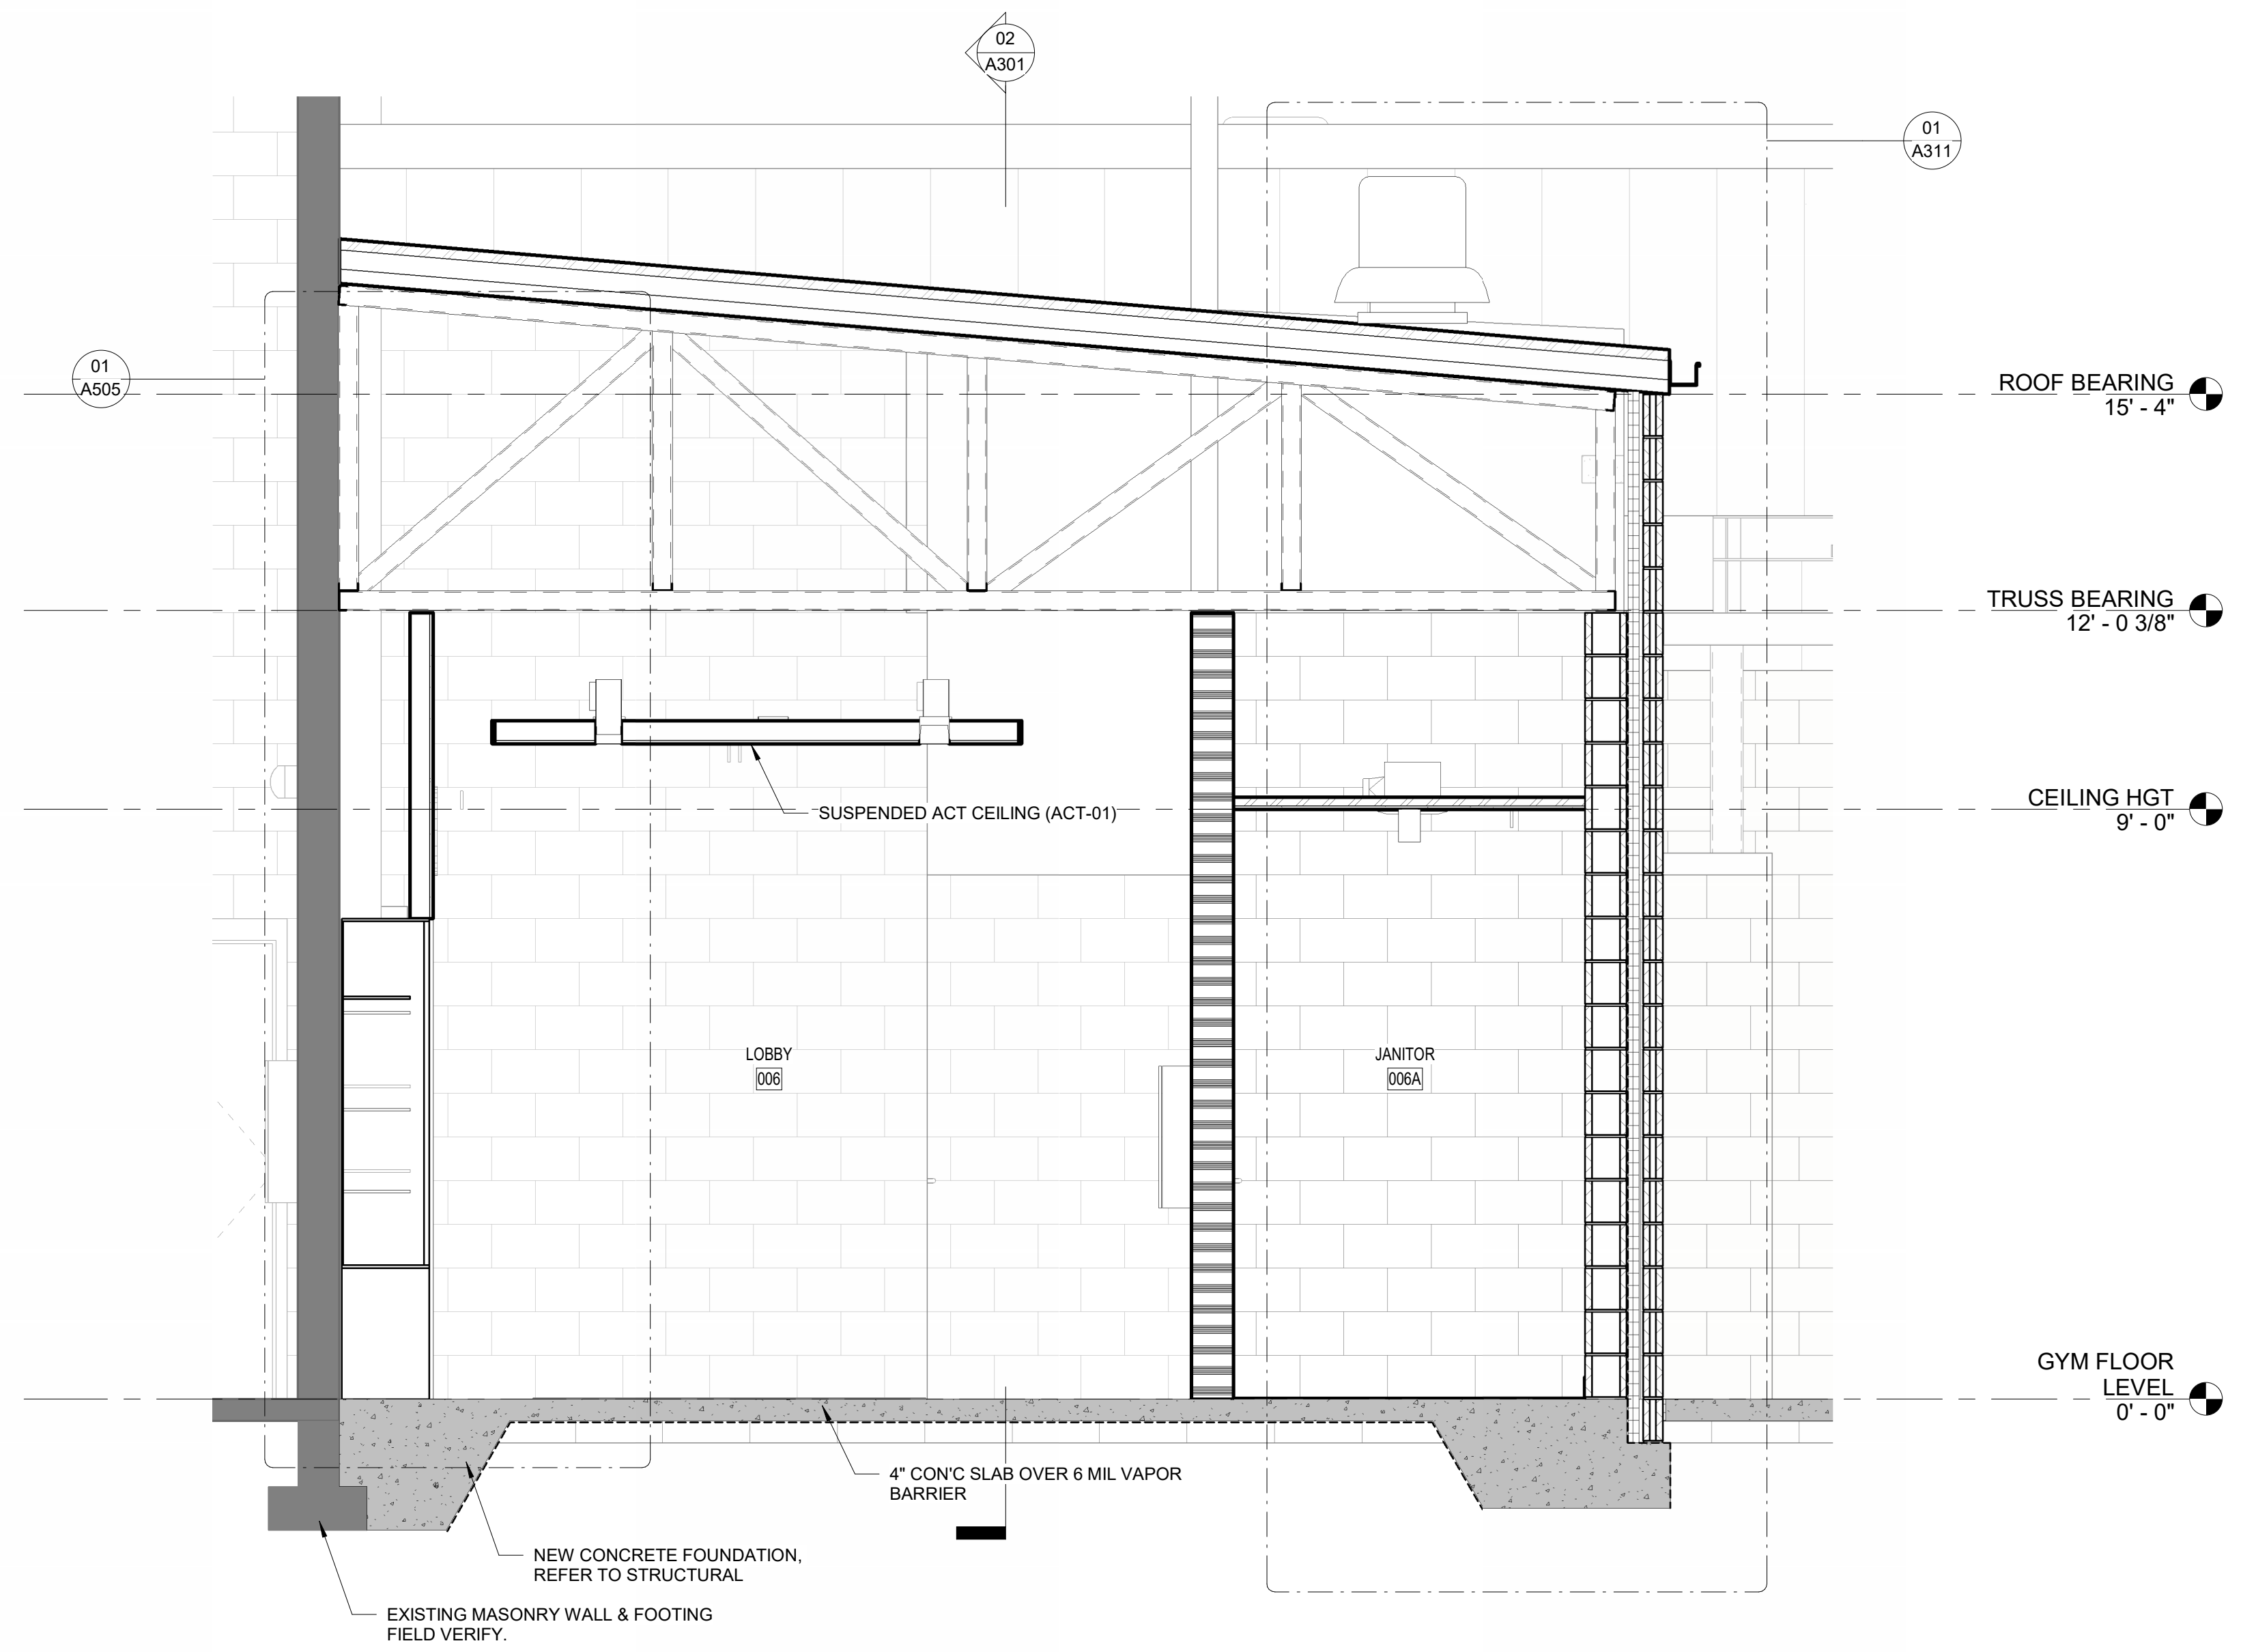 02
A301
01
A311
01
A505
ROOF BEARING
15' - 4"
TRUSS BEARING
12' - 0 3/8"
CEILING HGT
9' - 0"
SUSPENDED ACT CEILING (ACT-01)
LOBBY
006
JANITOR
006A
GYM FLOOR
LEVEL
0' - 0"
4" CON'C SLAB OVER 6 MIL VAPOR
BARRIER
NEW CONCRETE FOUNDATION,
REFER TO STRUCTURAL
EXISTING MASONRY WALL & FOOTING
FIELD VERIFY.